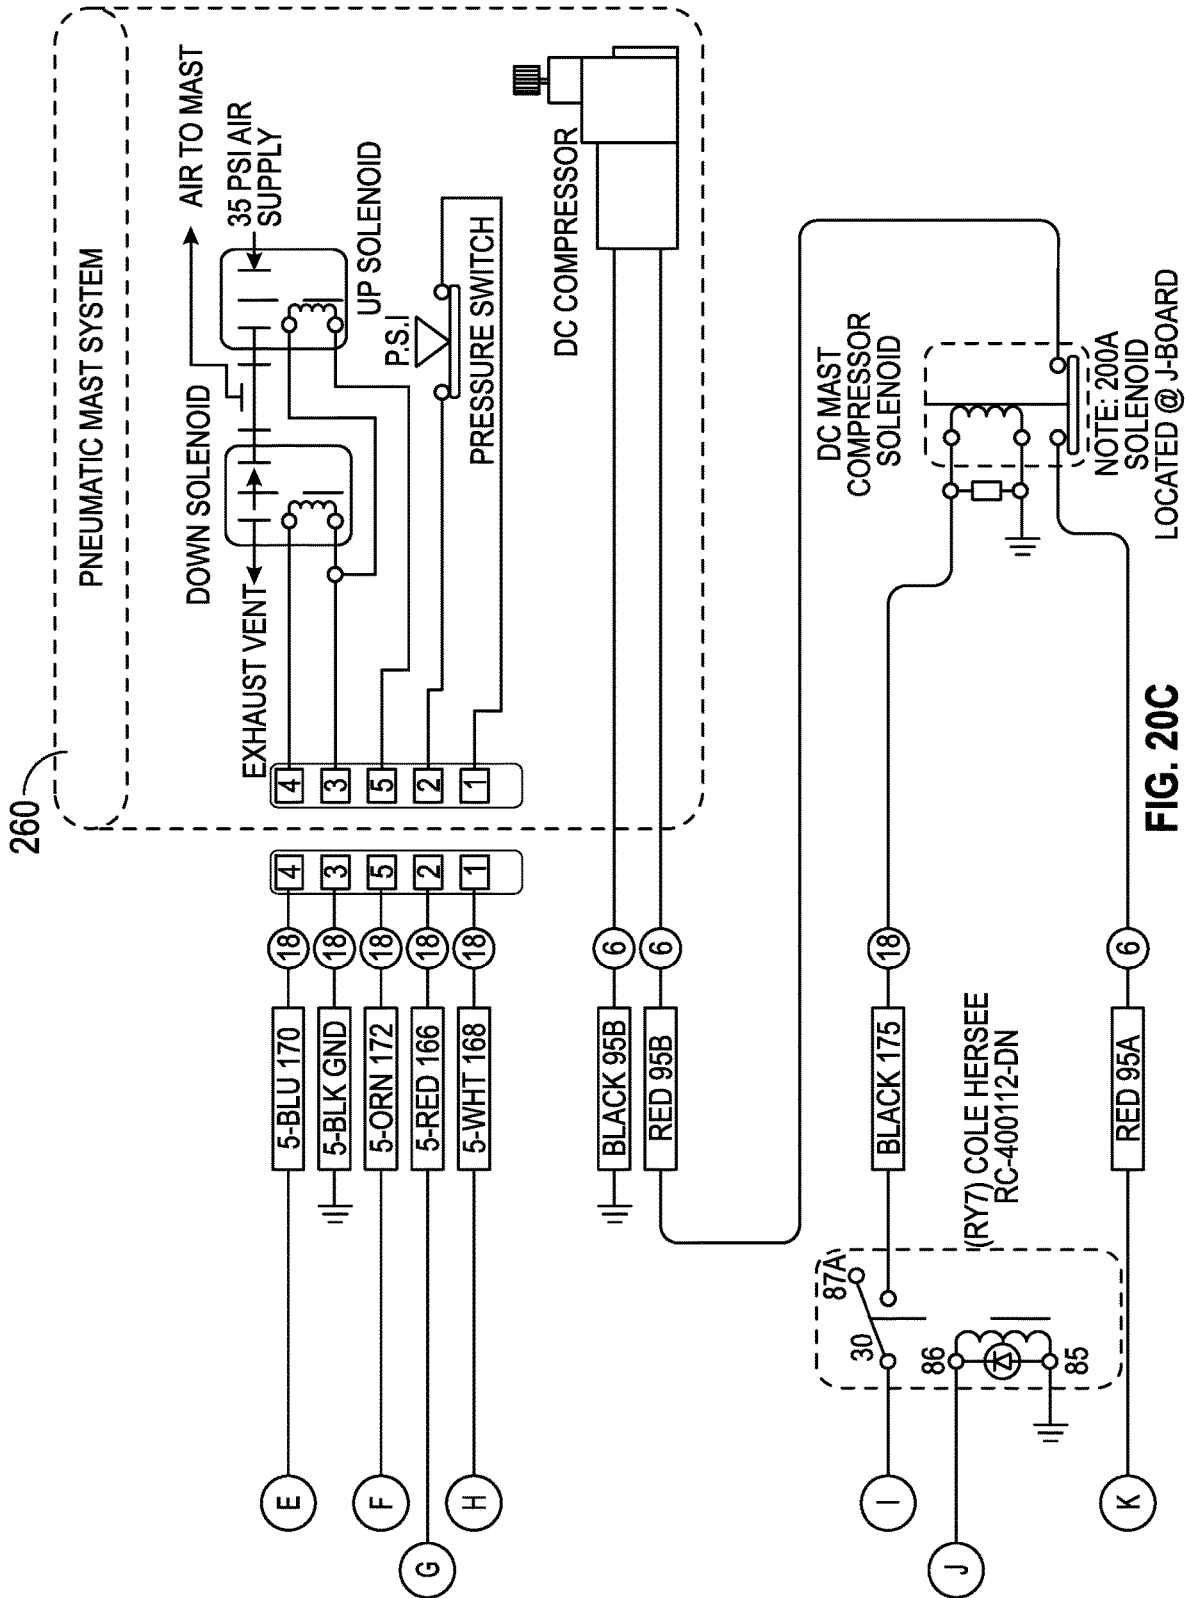 260
PNEUMATIC MAST SYSTEM
AIR TO MAST
35 PSI AIR
SUPPLY
DOWN SOLENOID
UP SOLENOID
EXHAUST VENT
P.S.I
PRESSURE SWITCH
DC COMPRESSOR
4
3
5
2
1
4
3
5
2
1
E
5-BLU 170
18
5-BLK GND
18
F
5-ORN 172
18
G
5-RED 166
18
H
5-WHT 168
18
BLACK 95B
6
RED 95B
6
DC MAST
COMPRESSOR
SOLENOID
NOTE: 200A
SOLENOID
LOCATED @ J-BOARD
I
30
87A
BLACK 175
18
J
86
85
(RY7) COLE HERSEE
RC-400112-DN
K
RED 95A
6
FIG. 20C